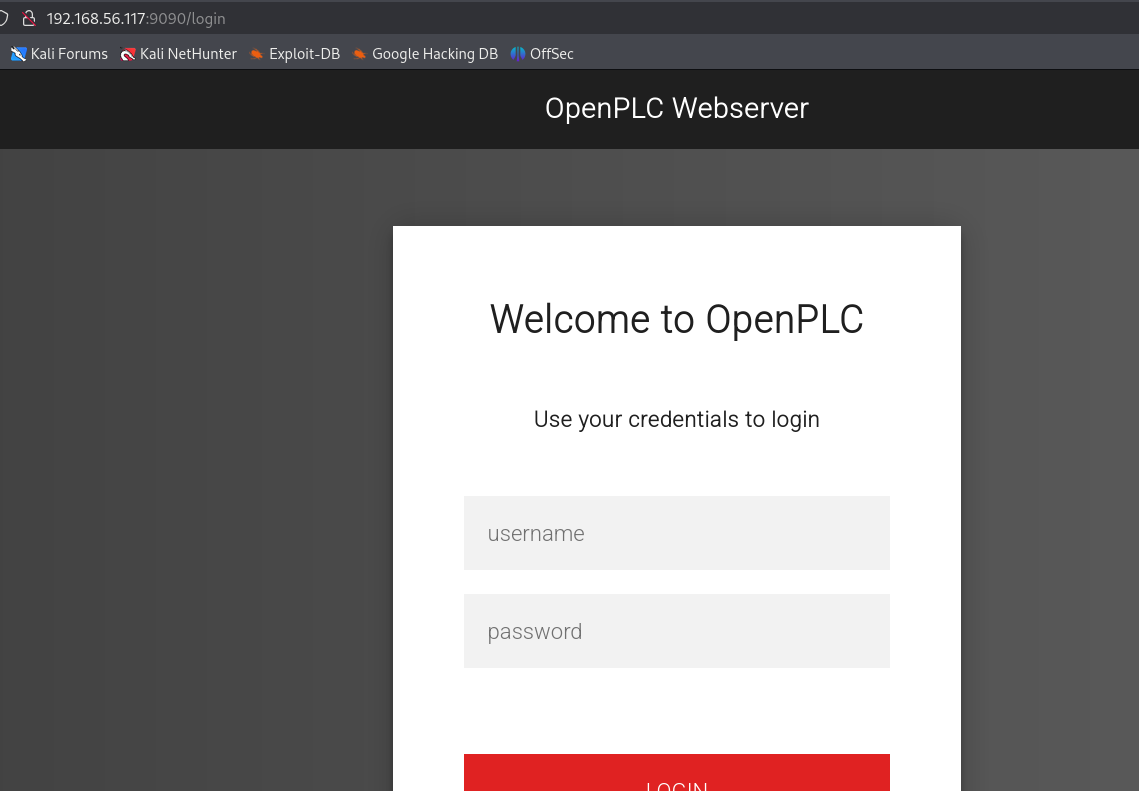 192.168.56.117:9090/login
Kali Forums Kali NetHunter Exploit-DB Google Hacking DB OffSec
OpenPLC Webserver
Welcome to OpenPLC
Use your credentials to login
username
password
LOGIN